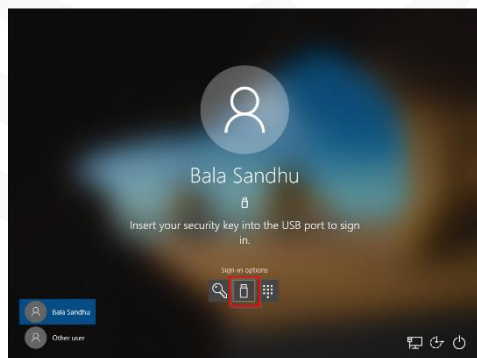 Bala Sandhu
Insert your security key into the USB port to sign
in.
Sign-in options
Bala Sandhu
Other user